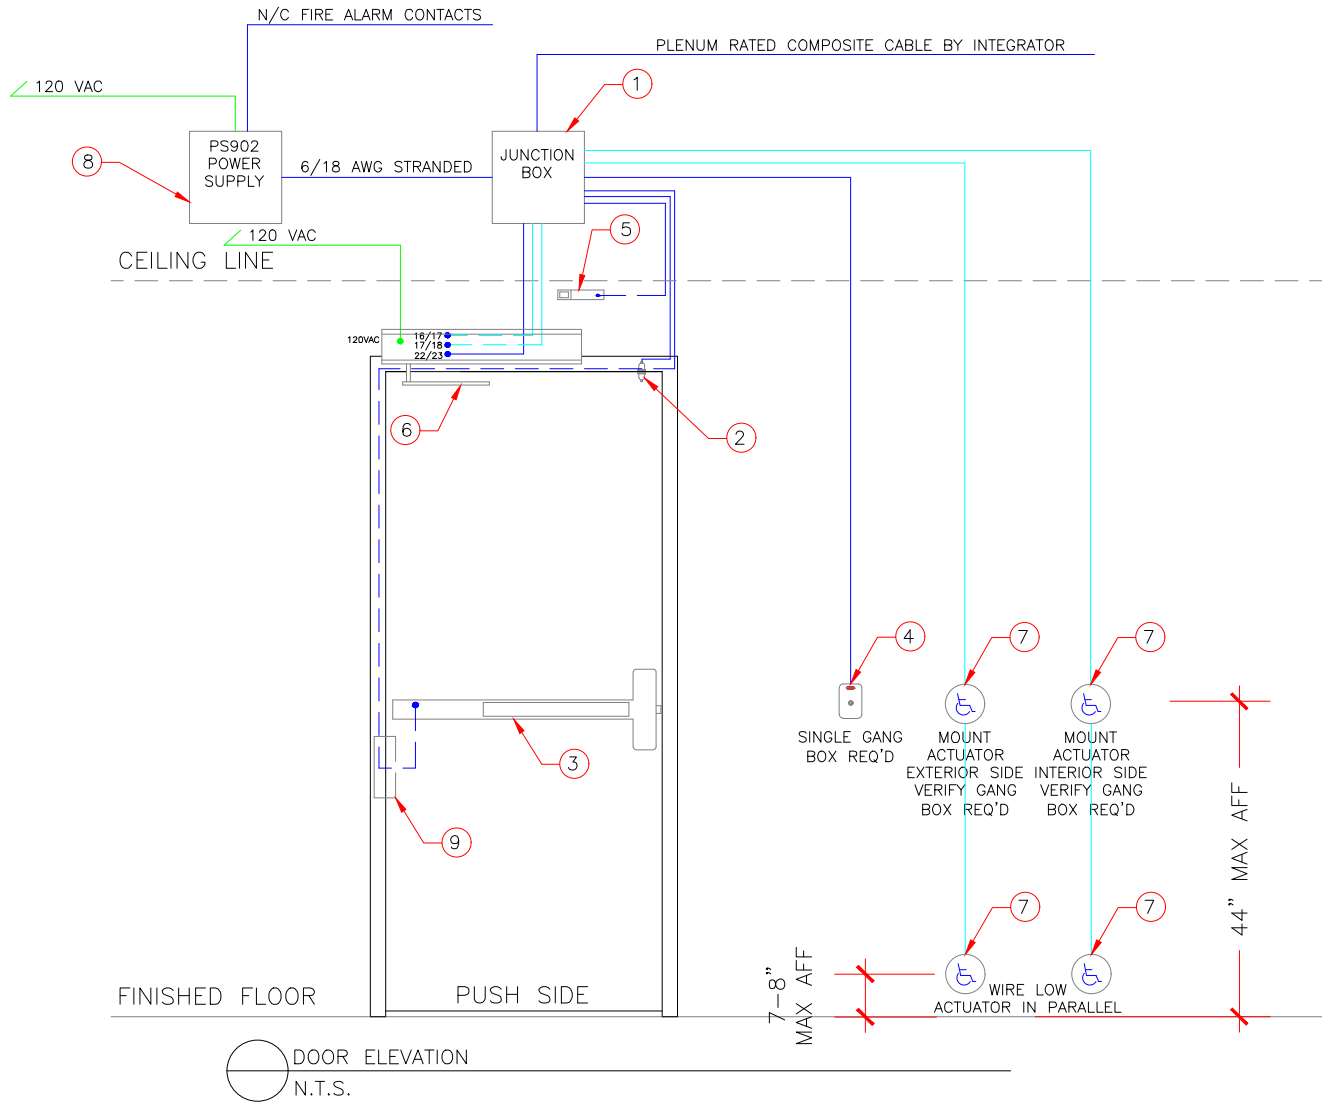 N/C FIRE ALARM CONTACTS
PLENUM RATED COMPOSITE CABLE BY INTEGRATOR
120 VAC
1
PS902
POWER
SUPPLY
8
6/18 AWG STRANDED
JUNCTION
BOX
120 VAC
5
CEILING LINE
120VAC
16/17
17/18
22/23
6
2
4
7
7
SINGLE GANG
BOX REQ'D
MOUNT
ACTUATOR
EXTERIOR SIDE
VERIFY GANG
BOX REQ'D
MOUNT
ACTUATOR
INTERIOR SIDE
VERIFY GANG
BOX REQ'D
3
9
44" MAX AFF
7
7
7-8"
MAX AFF
WIRE LOW
ACTUATOR IN PARALLEL
FINISHED FLOOR
PUSH SIDE
DOOR ELEVATION
N.T.S.